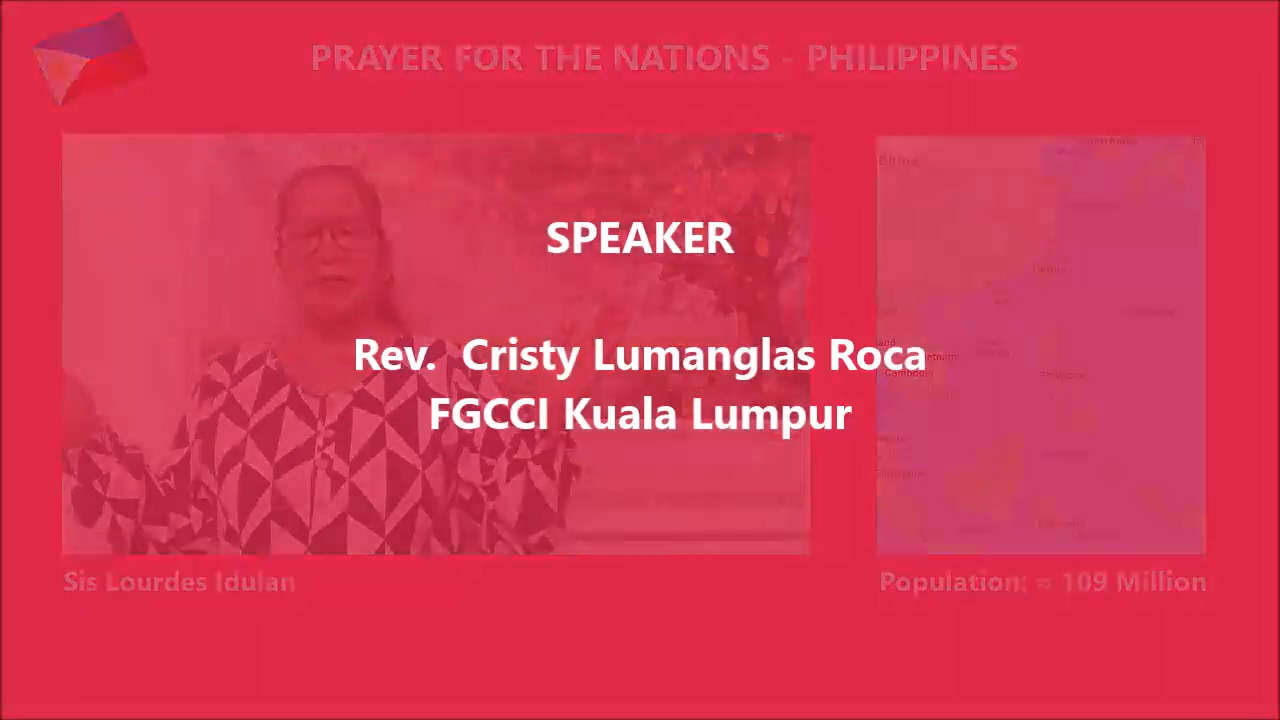 PRAYER FOR THE NATIONS - PHILIPPINES
China
SPEAKER
Rev. Cristy Lumanglas Roca
FGCCI Kuala Lumpur
Sis Lourdes Idulan
Population: ≈ 109 Million